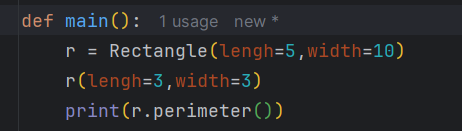 def main(): 1 usage new *
r = Rectangle(lengh=5,width=10)
r(lengh=3,width=3)
print(r.perimeter())